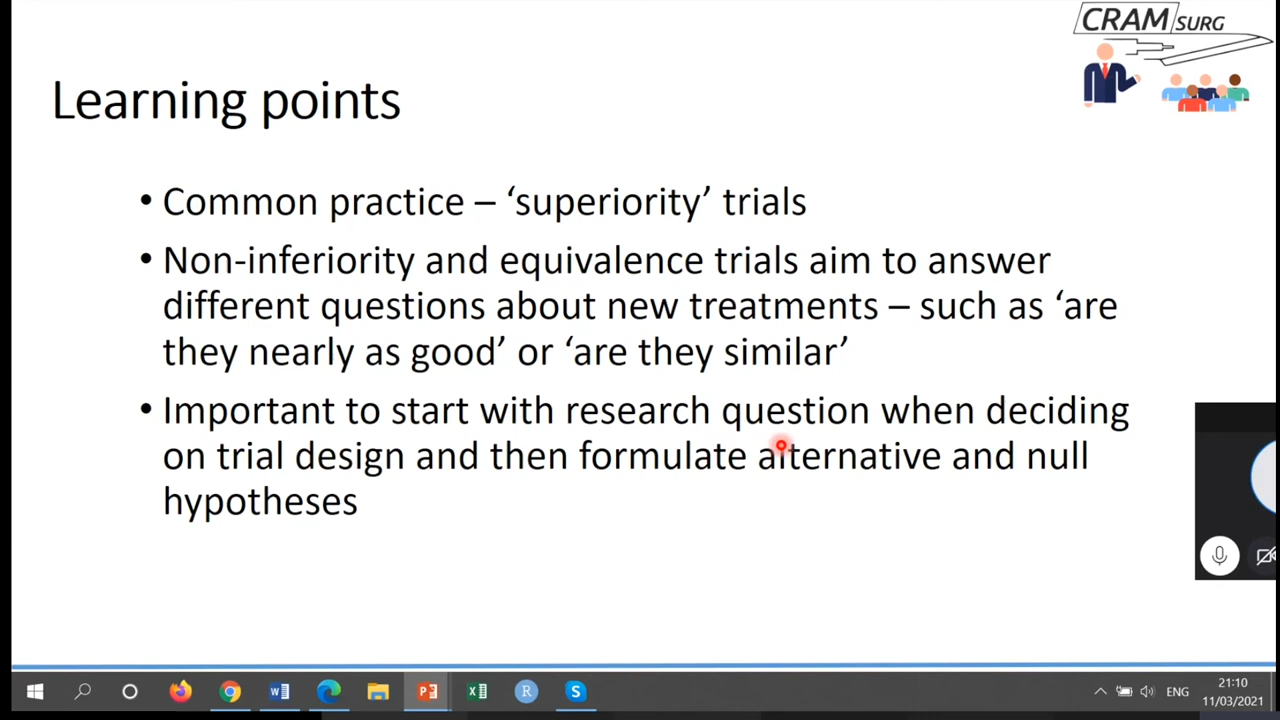 CRAM SURG
Learning points
• Common practice – ‘superiority’ trials
• Non-inferiority and equivalence trials aim to answer
different questions about new treatments – such as ‘are
they nearly as good’ or ‘are they similar’
• Important to start with research question when deciding
on trial design and then formulate alternative and null
hypotheses
ENG
21:10
11/03/2021